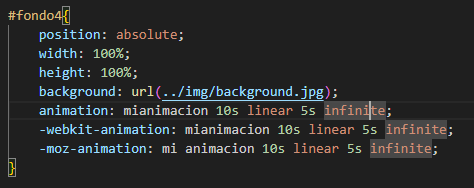 #fondo4{
position: absolute;
width: 100%;
height: 100%;
background: url(../img/background.jpg);
animation: mianimacion 10s linear 5s infinite;
-webkit-animation: mianimacion 10s linear 5s infinite;
-moz-animation: mi animacion 10s linear 5s infinite;
}